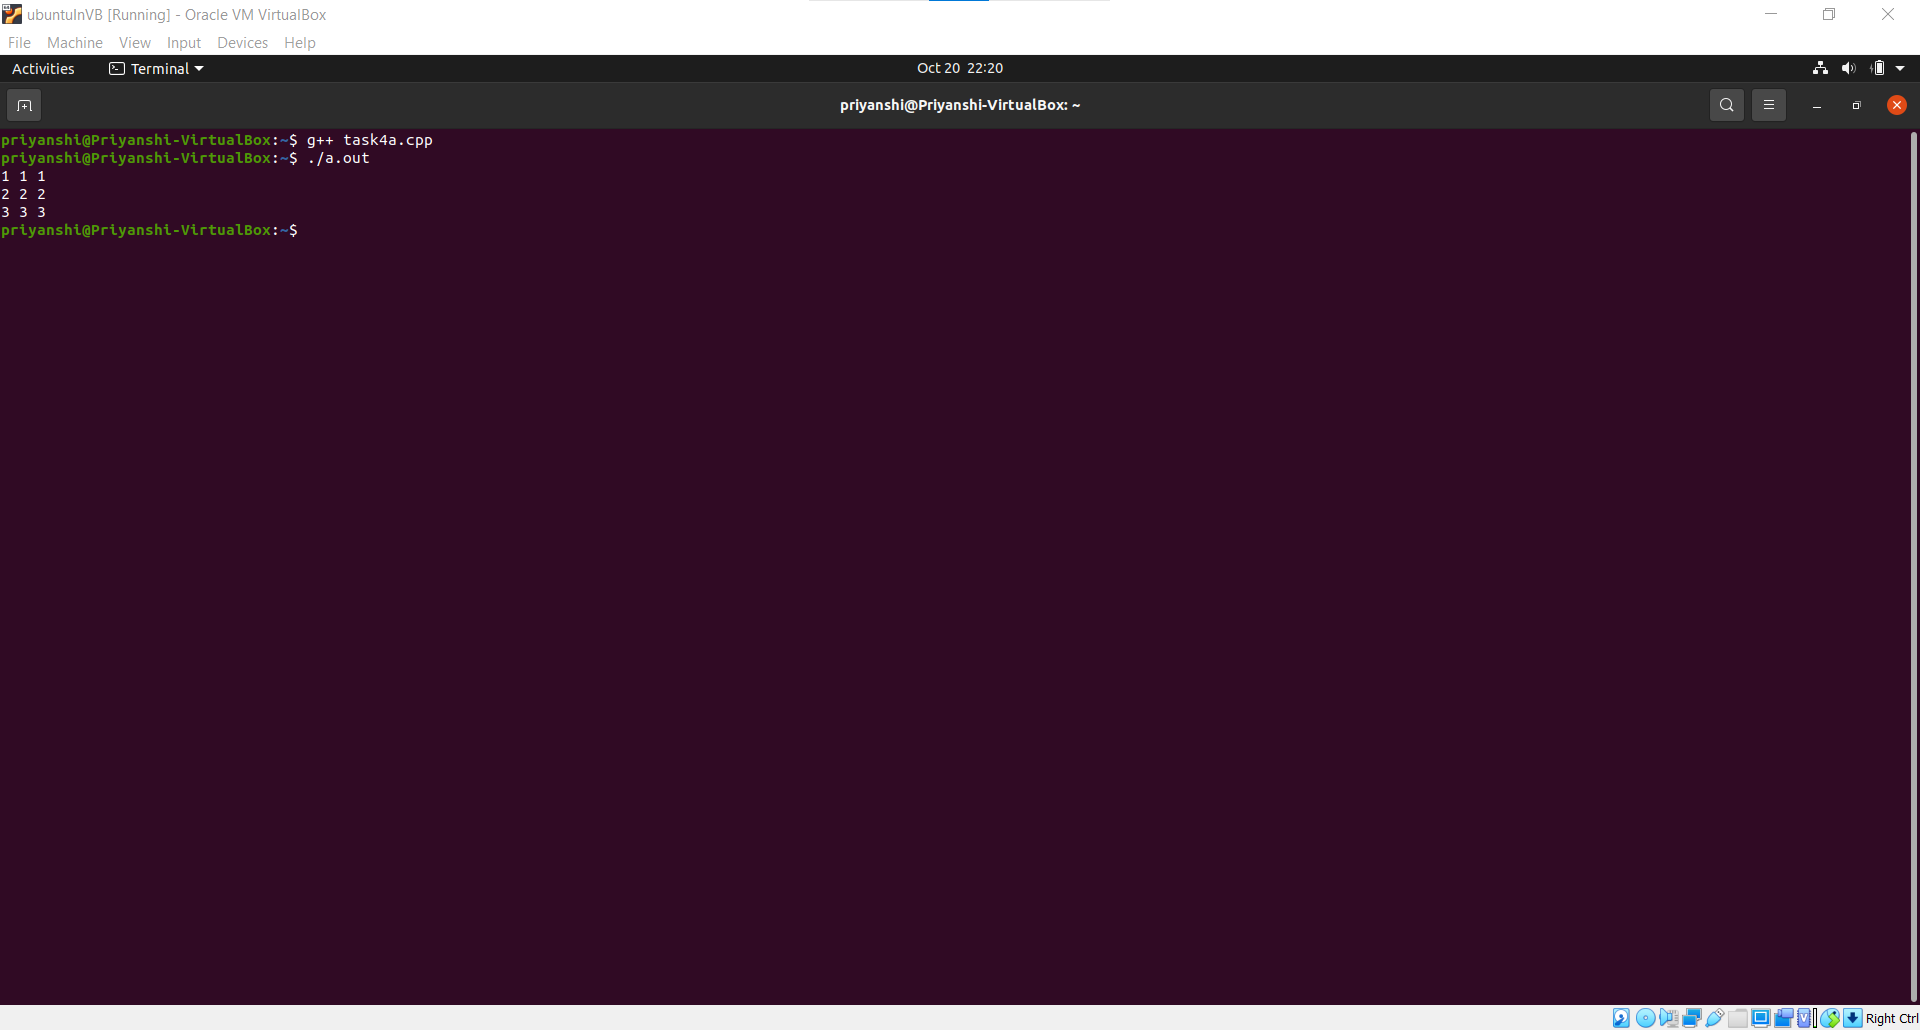 ubuntuInVB [Running] - Oracle VM VirtualBox
File Machine View Input Devices Help
Activities Terminal Oct 20 22:20
priyanshi@Priyanshi-VirtualBox: ~
priyanshi@Priyanshi-VirtualBox:~$ g++ task4a.cpp
priyanshi@Priyanshi-VirtualBox:~$ ./a.out
1 1 1
2 2 2
3 3 3
priyanshi@Priyanshi-VirtualBox:~$
Right Ctrl